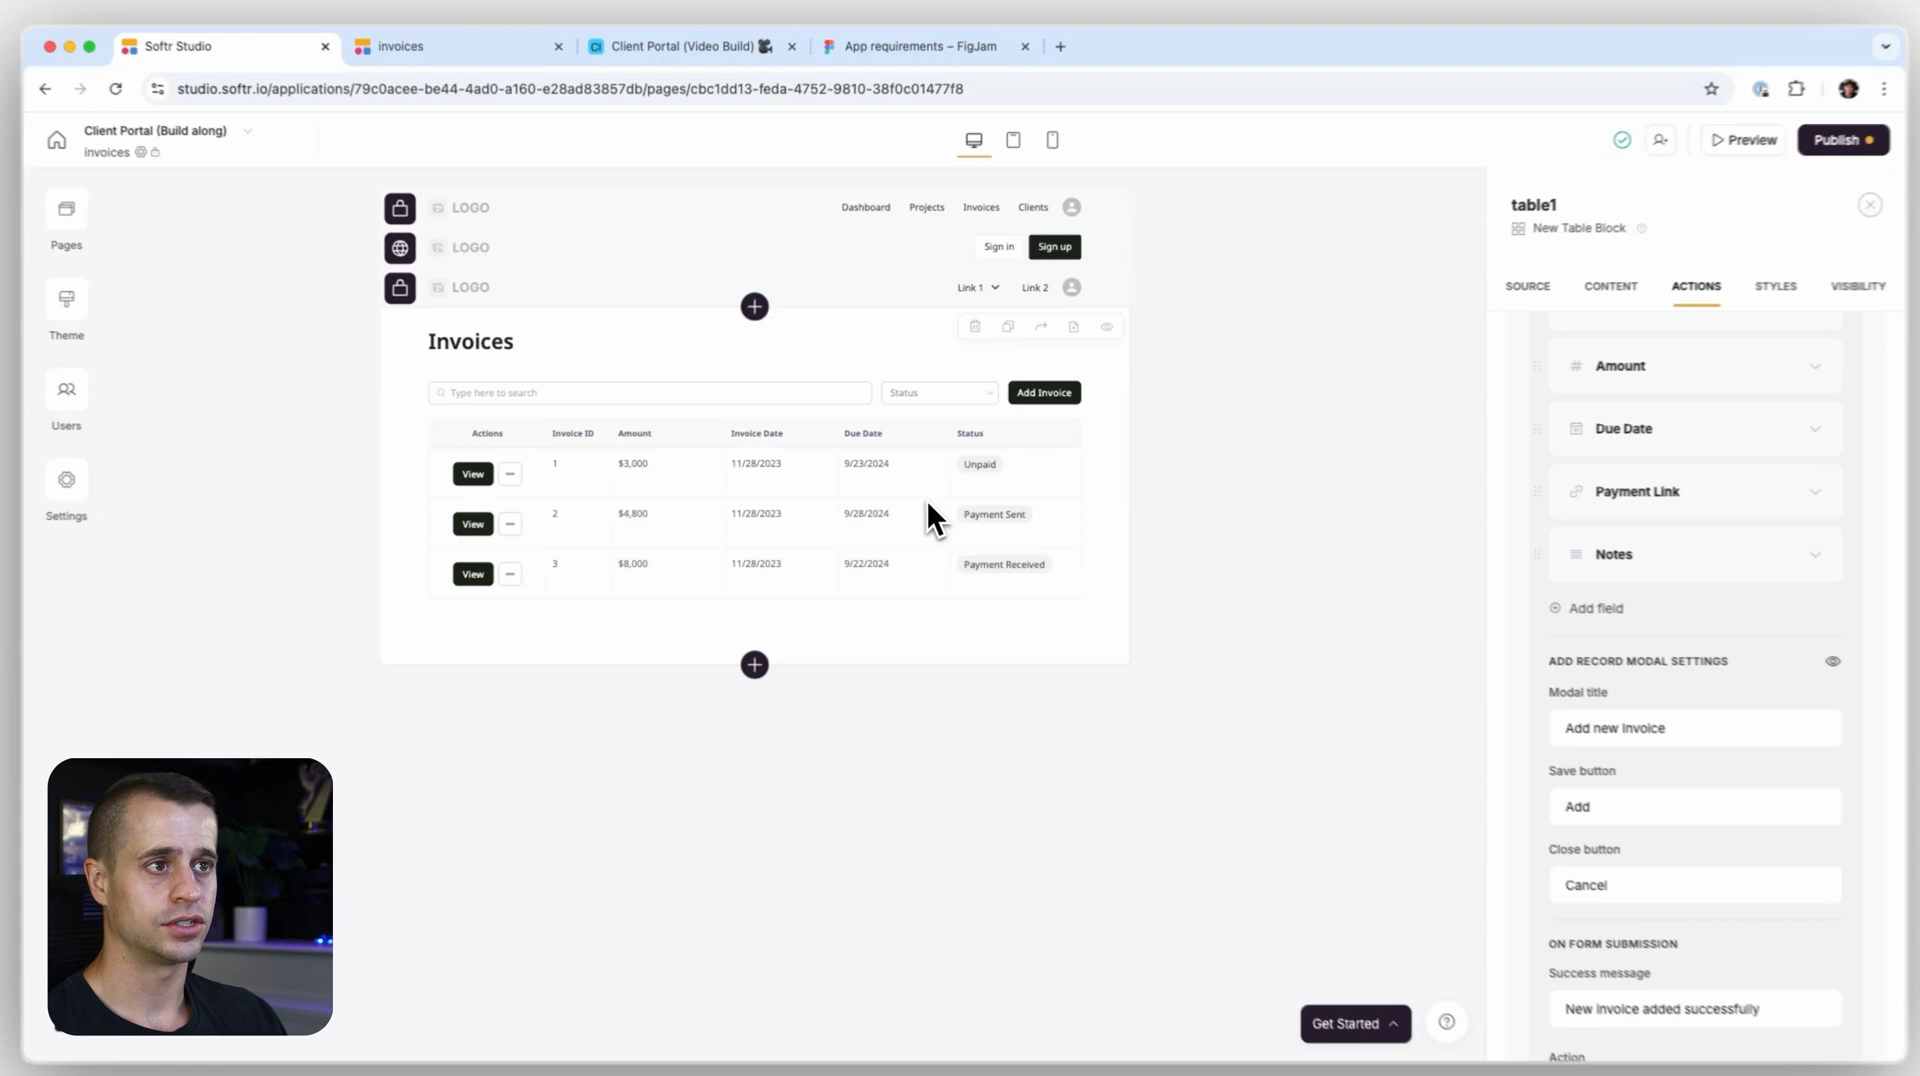 Softr Studio
invoices
Client Portal (Video Build)
App requirements – FigJam
studio.softr.io/applications/79c0acee-be44-4ad0-a160-e28ad83857db/pages/cbc1dd13-feda-4752-9810-38f0c01477f8
Client Portal (Build along)
invoices
Preview
Publish
Pages
Theme
Users
Settings
LOGO
Dashboard Projects Invoices Clients
LOGO
Sign in Sign up
LOGO
Link 1 Link 2
Invoices
Type here to search
Status
Add Invoice
Actions Invoice ID Amount Invoice Date Due Date Status
View 1 $3,000 11/28/2023 9/23/2024 Unpaid
View 2 $4,800 11/28/2023 9/28/2024 Payment Sent
View 3 $8,000 11/28/2023 9/22/2024 Payment Received
table1
New Table Block
SOURCE CONTENT ACTIONS STYLES VISIBILITY
Amount
Due Date
Payment Link
Notes
Add field
ADD RECORD MODAL SETTINGS
Modal title
Add new Invoice
Save button
Add
Close button
Cancel
ON FORM SUBMISSION
Success message
New invoice added successfully
Action
Get Started